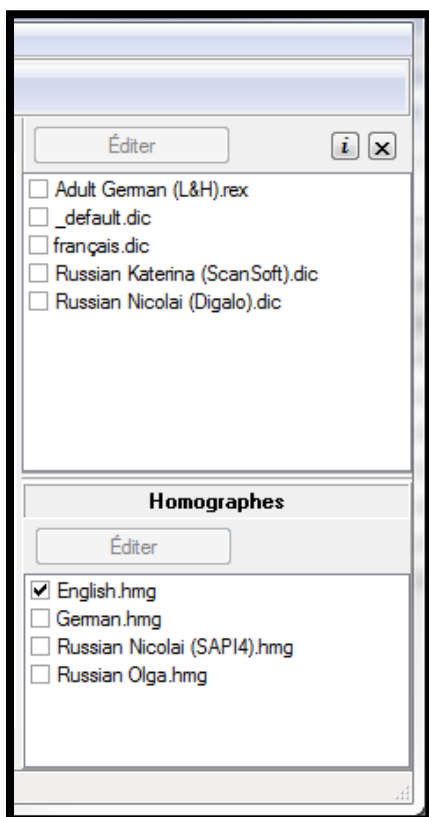 Éditer
Adult German (L&H).rex
_default.dic
français.dic
Russian Katerina (ScanSoft).dic
Russian Nicolai (Digalo).dic
Homographes
Éditer
English.hmg
German.hmg
Russian Nicolai (SAPI4).hmg
Russian Olga.hmg